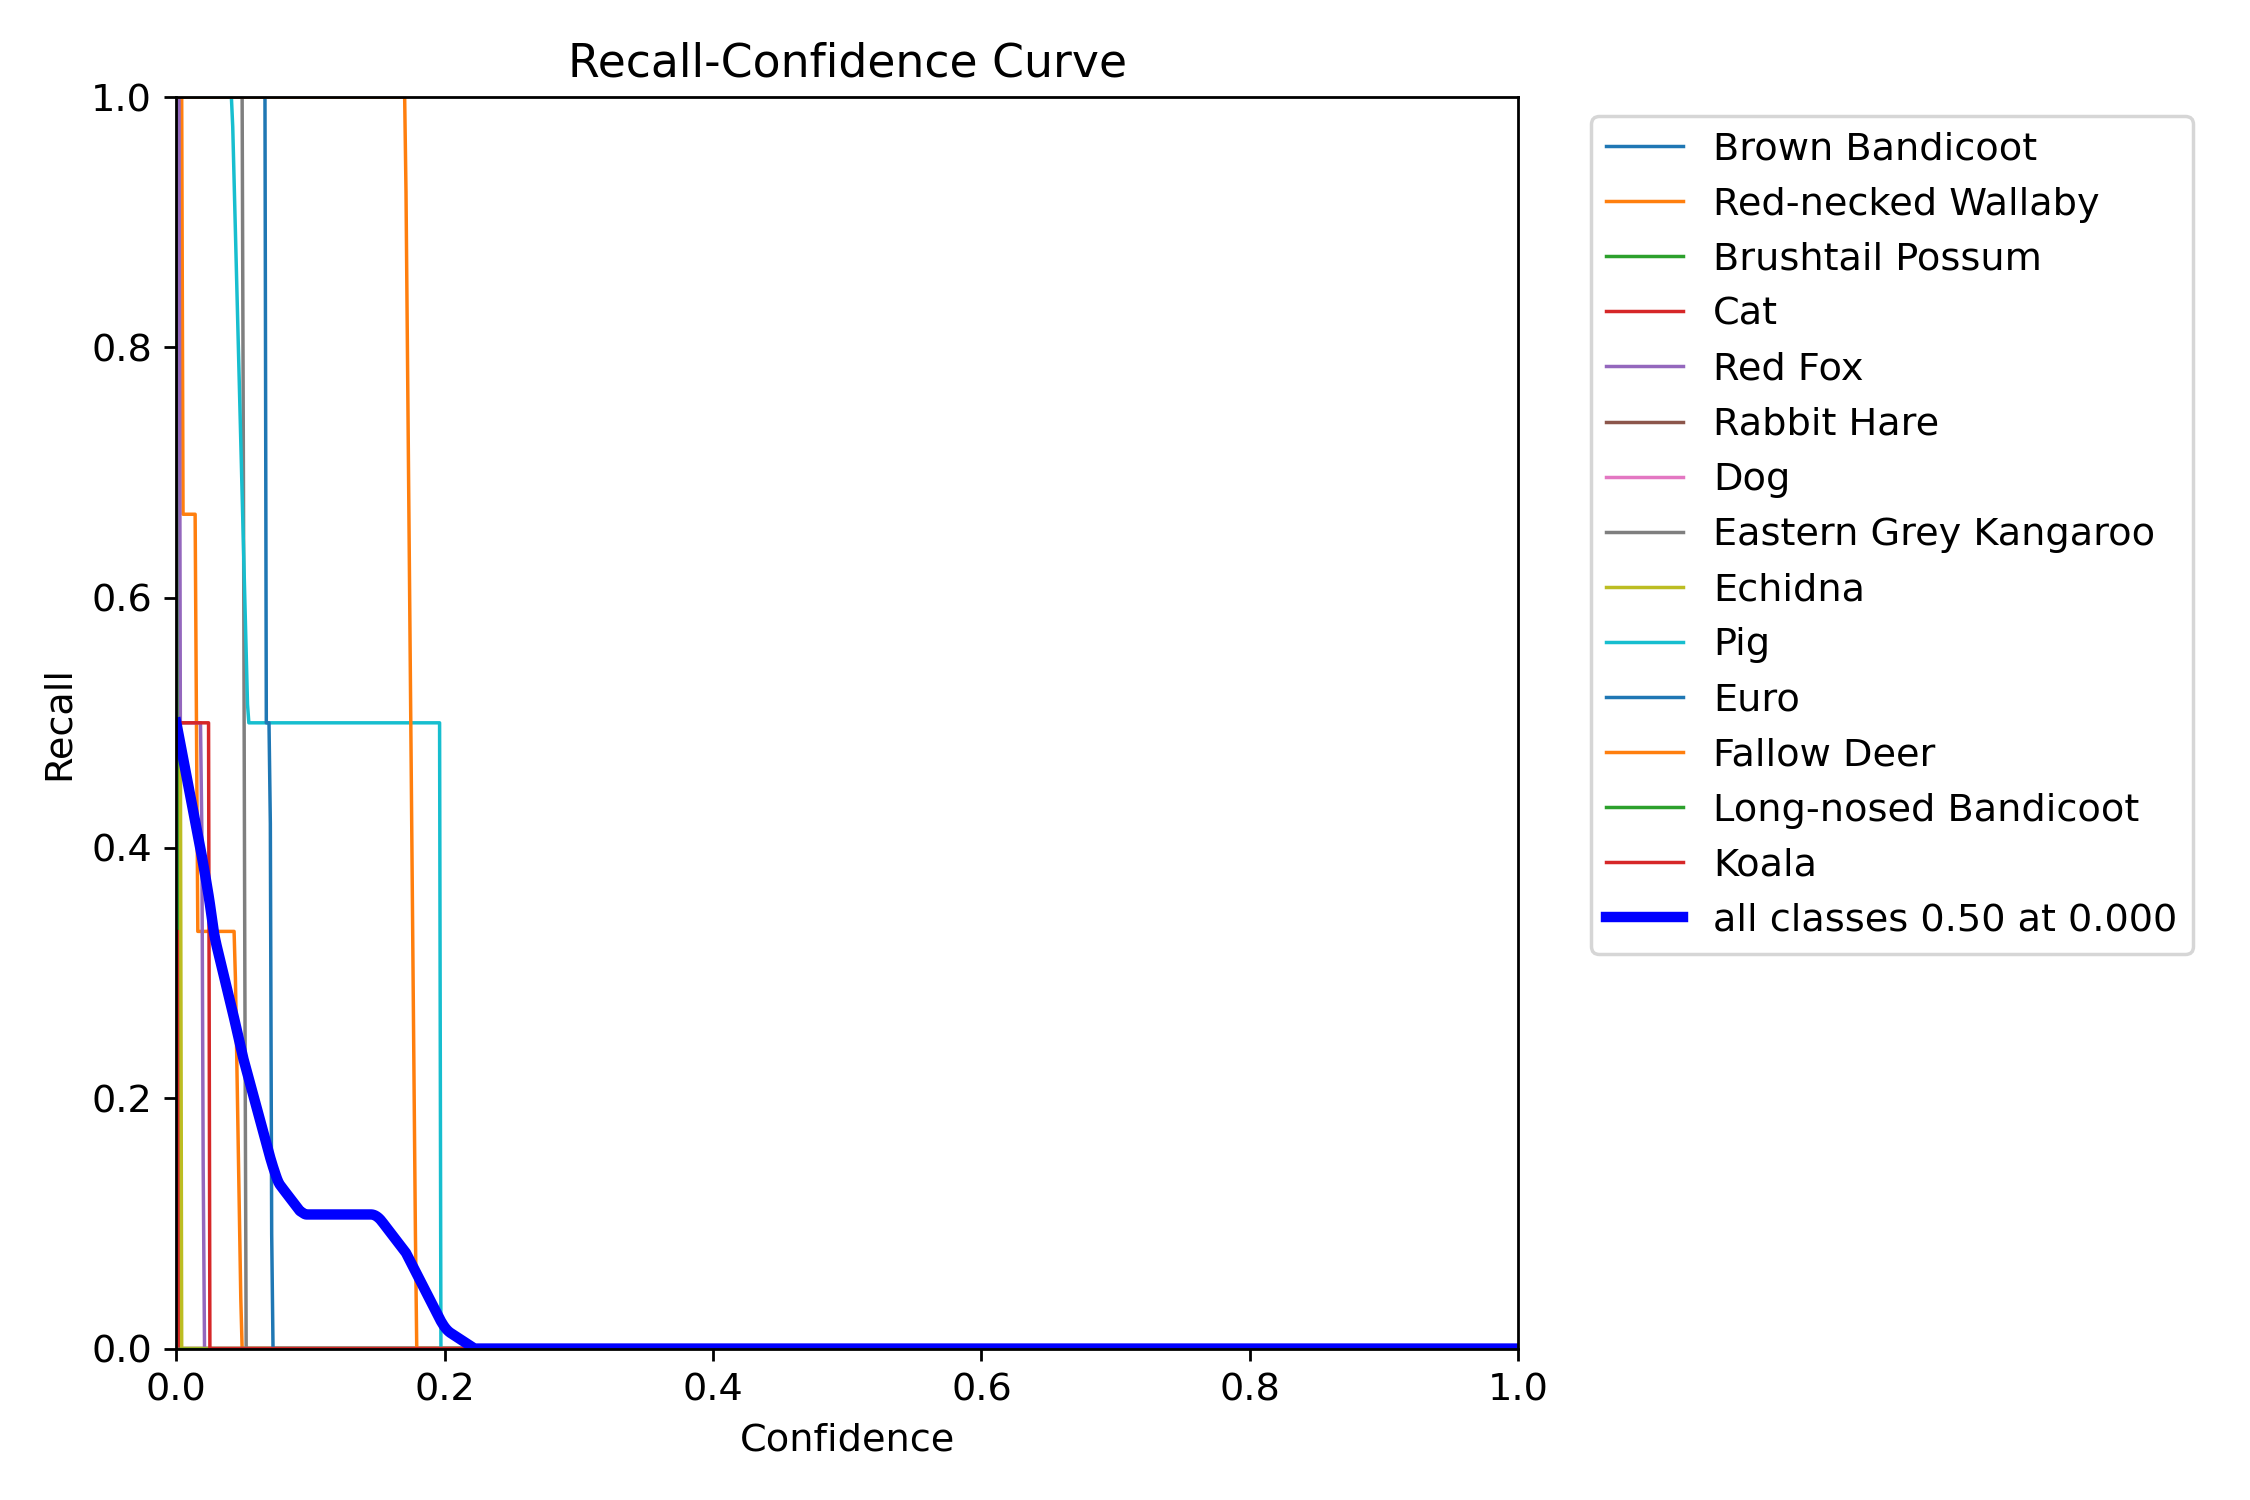 Recall-Confidence Curve
1.0
0.8
0.6
0.4
0.2
0.0
Recall
0.0 0.2 0.4 0.6 0.8 1.0
Confidence
Brown Bandicoot
Red-necked Wallaby
Brushtail Possum
Cat
Red Fox
Rabbit Hare
Dog
Eastern Grey Kangaroo
Echidna
Pig
Euro
Fallow Deer
Long-nosed Bandicoot
Koala
all classes 0.50 at 0.000